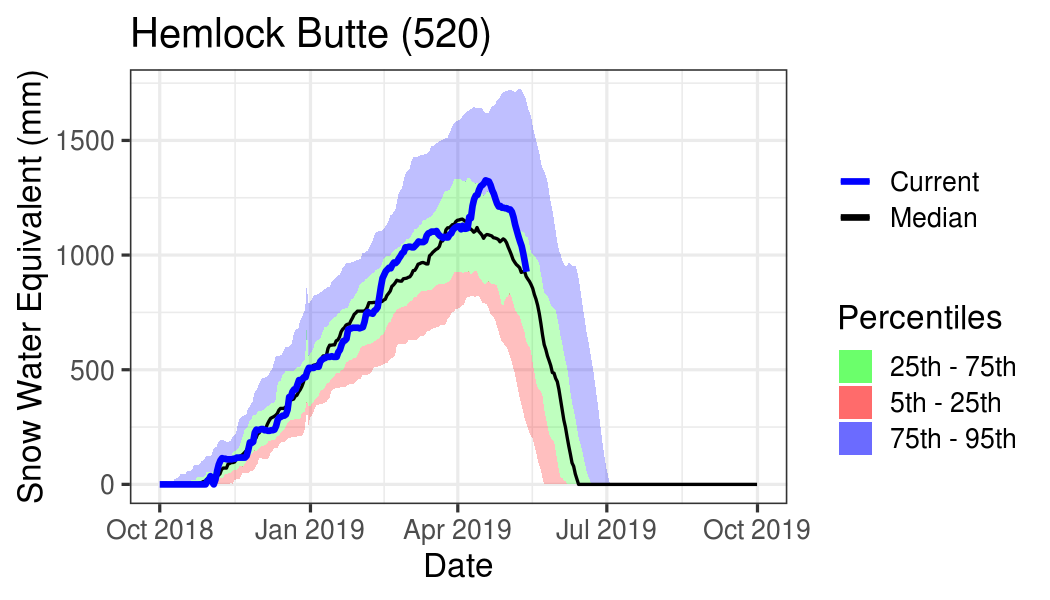 Hemlock Butte (520)
Snow Water Equivalent (mm)
1500
1000
500
0
Oct 2018
Jan 2019
Apr 2019
Jul 2019
Oct 2019
Date
Current
Median
Percentiles
25th - 75th
5th - 25th
75th - 95th